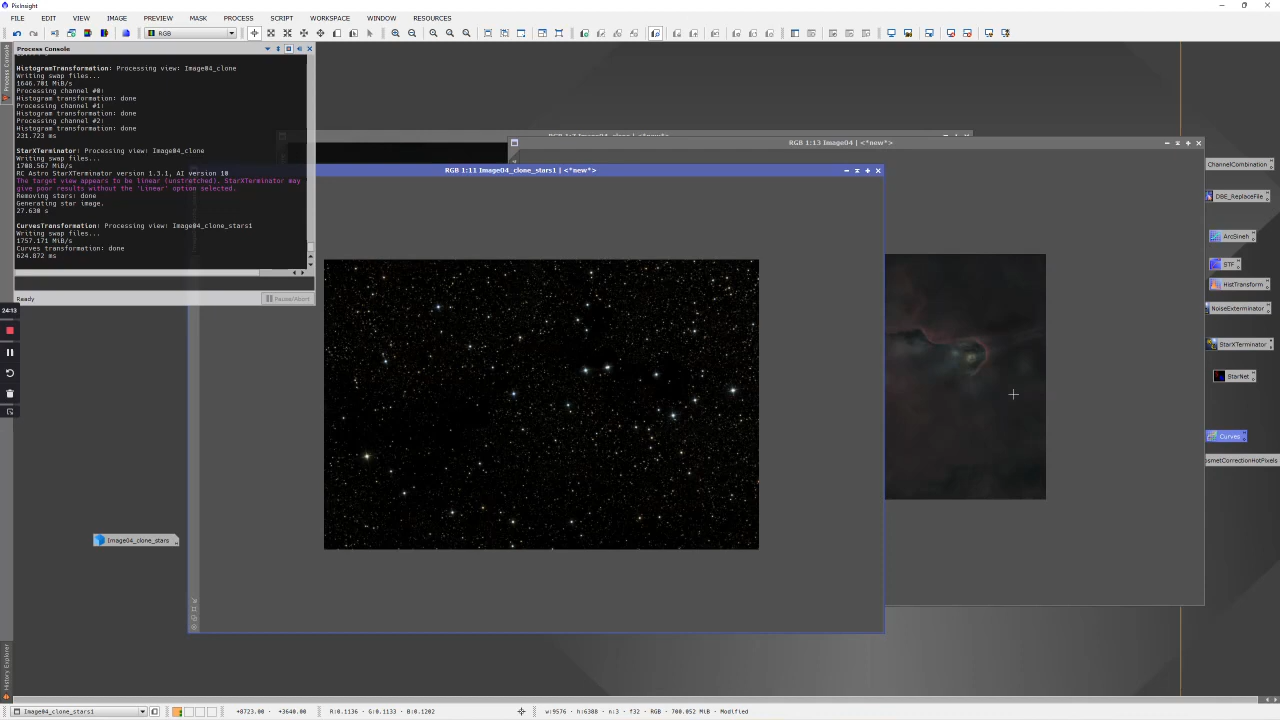 PixInsight
FILE EDIT VIEW IMAGE PREVIEW MASK PROCESS SCRIPT WORKSPACE WINDOW RESOURCES
RGB
Process Console
Process Console
HistogramTransformation: Processing view: Image04_clone
Writing swap files...
1646.701 MiB/s
Processing channel #0:
Histogram transformation: done
Processing channel #1:
Histogram transformation: done
Processing channel #2:
Histogram transformation: done
231.723 ms
StarXTerminator: Processing view: Image04_clone
Writing swap files...
1708.567 MiB/s
RC Astro StarXTerminator version 1.3.1, AI version 10
The target view appears to be linear (unstretched). StarXTerminator may
give poor results without the 'Linear' option selected.
Removing stars: done
Generating star image.
27.630 s
CurvesTransformation: Processing view: Image04_clone_stars1
Writing swap files...
1757.171 MiB/s
Curves transformation: done
624.872 ms
Ready
Pause/Abort
RGB 1:13 Image04 | <*new*>
RGB 1:11 Image04_clone_stars1 | <*new*>
24:13
ChannelCombination
DBE_ReplaceFile
ArcSineh
STF
HistTransform
NoiseExterminator
StarXTerminator
StarNet
Curves
osmetCorrectionHotPixels
Image04_clone_stars
History Explorer
Image04_clone_stars1
+8723.00 +3640.00
R:0.1136 · G:0.1133 · B:0.1202
w:9576 · h:6388 · n:3 · f32 · RGB · 700.052 MiB · Modified